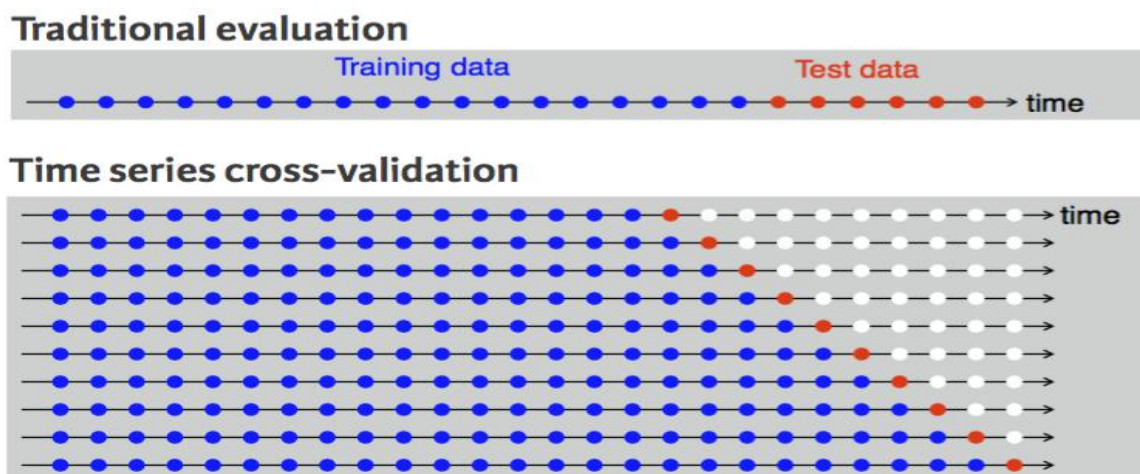 Traditional evaluation
Training data Test data
time
Time series cross-validation
time